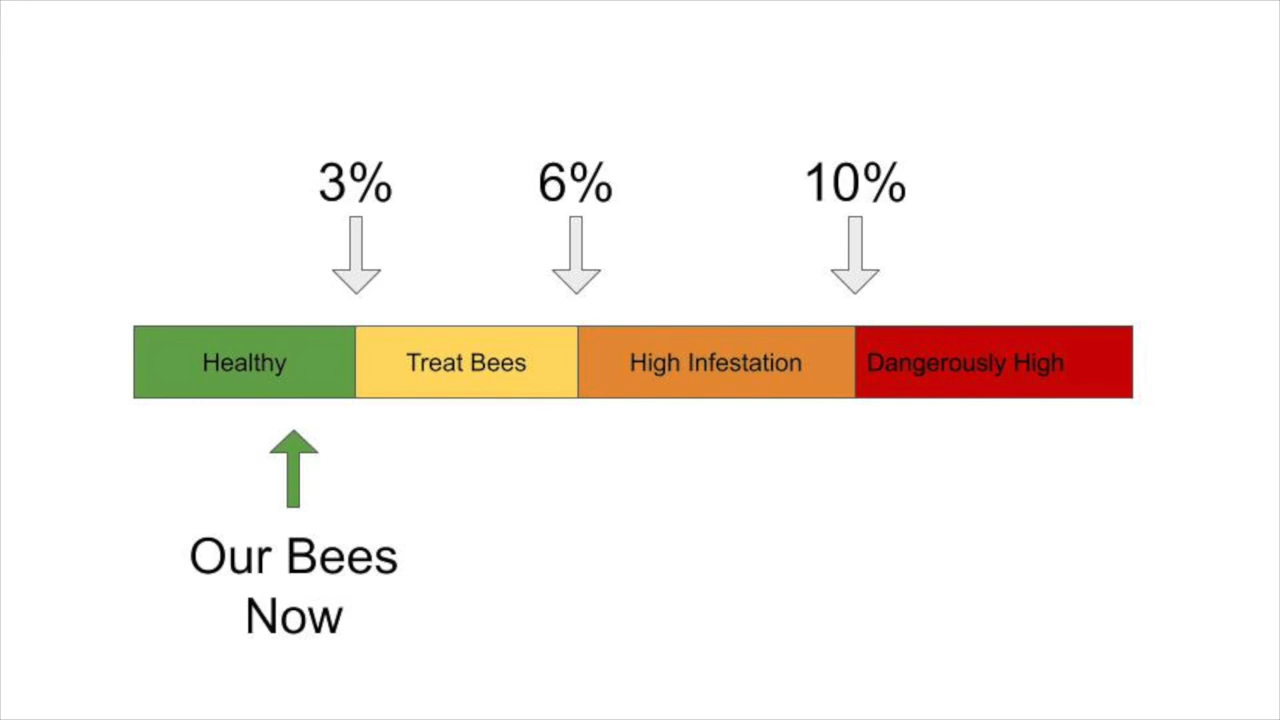 3% 6% 10%
Healthy Treat Bees High Infestation Dangerously High
Our Bees
Now